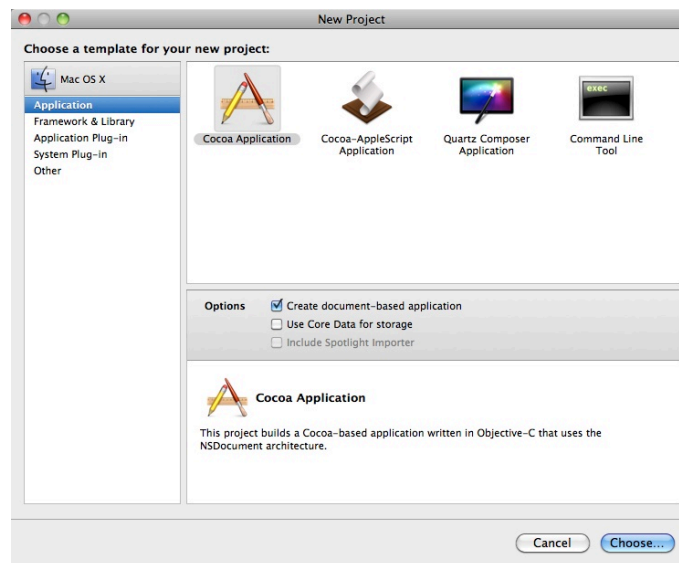 New Project
Choose a template for your new project:
Mac OS X
Application
Framework & Library
Application Plug-in
System Plug-in
Other
Cocoa Application
Cocoa-AppleScript
Application
Quartz Composer
Application
exec
Command Line
Tool
Options
Create document-based application
Use Core Data for storage
Include Spotlight Importer
Cocoa Application
This project builds a Cocoa-based application written in Objective-C that uses the
NSDocument architecture.
Cancel
Choose...